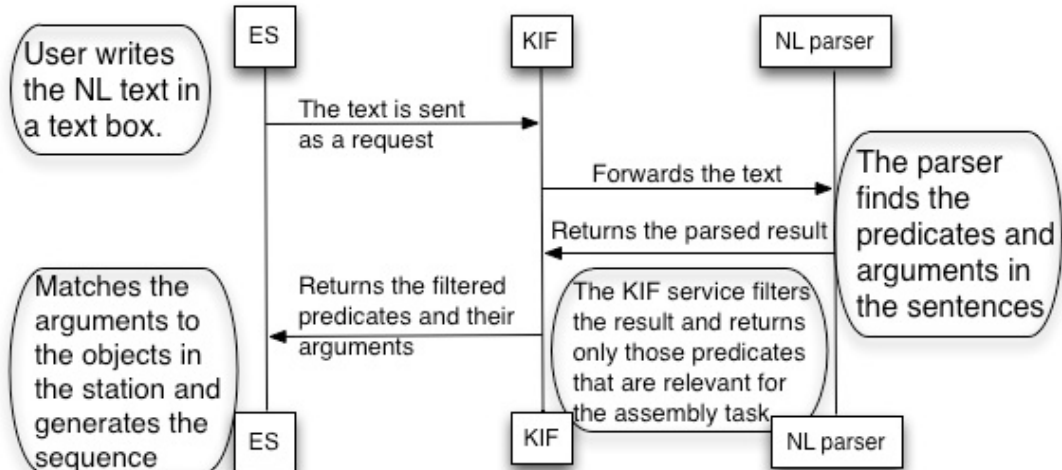 ES
KIF
NL parser
User writes
the NL text in
a text box.
The text is sent
as a request
Forwards the text
The parser
finds the
predicates and
arguments in
the sentences
Returns the parsed result
Matches the
arguments to
the objects in
the station and
generates the
sequence
Returns the filtered
predicates and their
arguments
The KIF service filters
the result and returns
only those predicates
that are relevant for
the assembly task
ES
KIF
NL parser